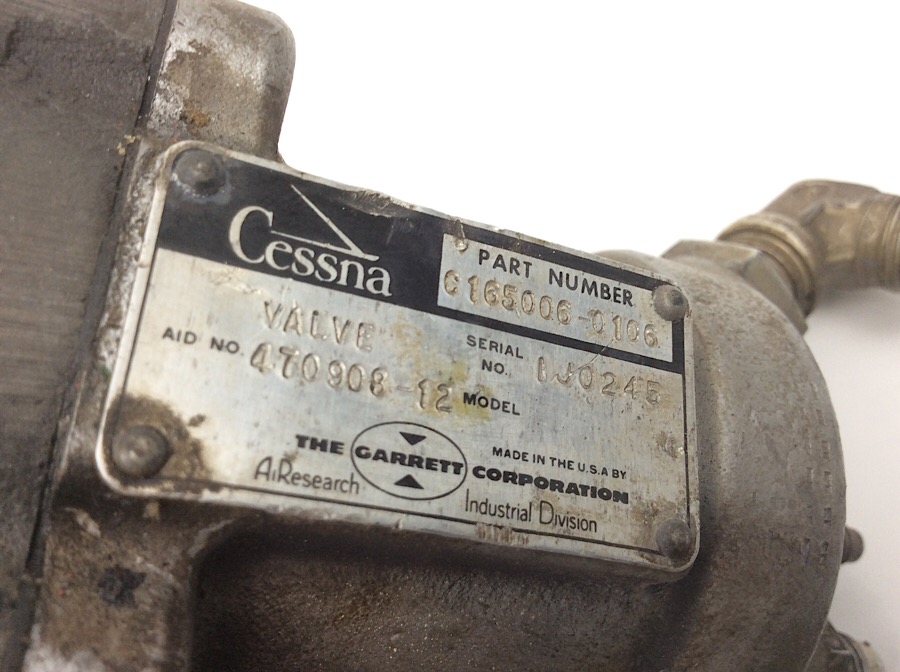 Cessna
PART NUMBER
C165006-0106
VALVE
SERIAL NO. IJ0245
AID NO. 470908-12
MODEL
MADE IN THE U.S.A BY
THE GARRETT CORPORATION
AiResearch
Industrial Division